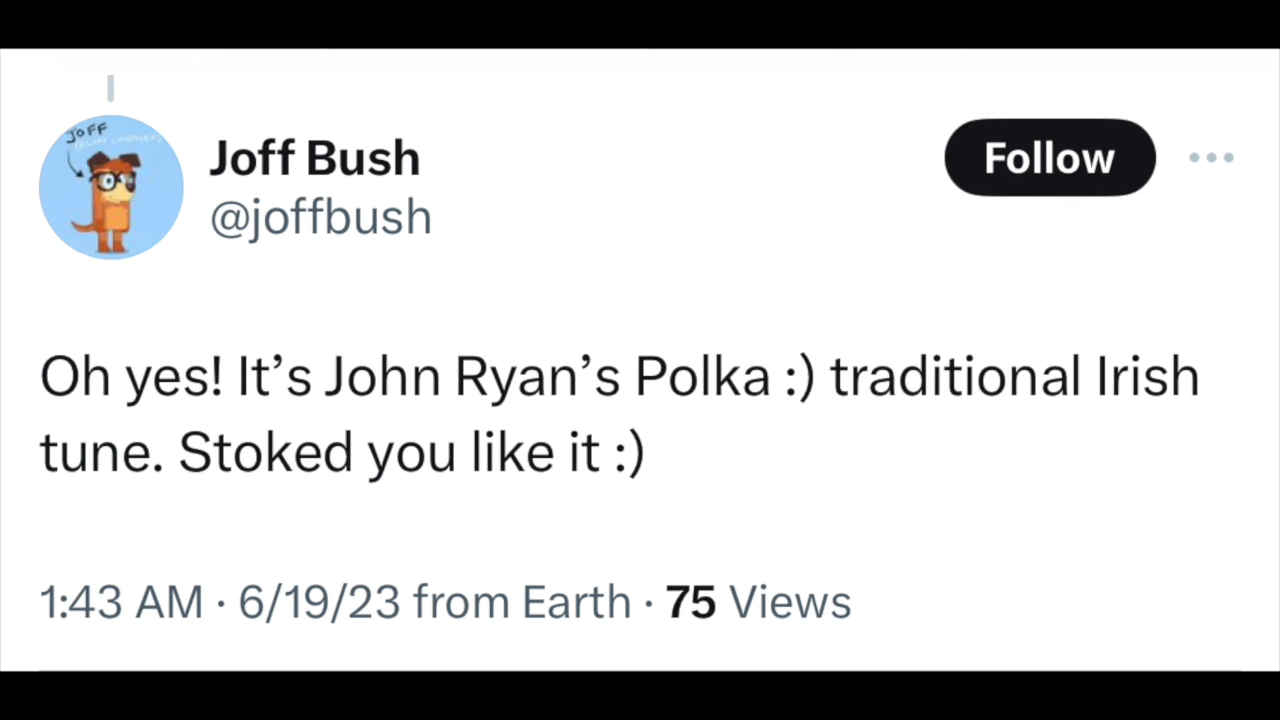 JOFF
Joff Bush
@joffbush
Follow
Oh yes! It’s John Ryan’s Polka :) traditional Irish
tune. Stoked you like it :)
1:43 AM · 6/19/23 from Earth · 75 Views